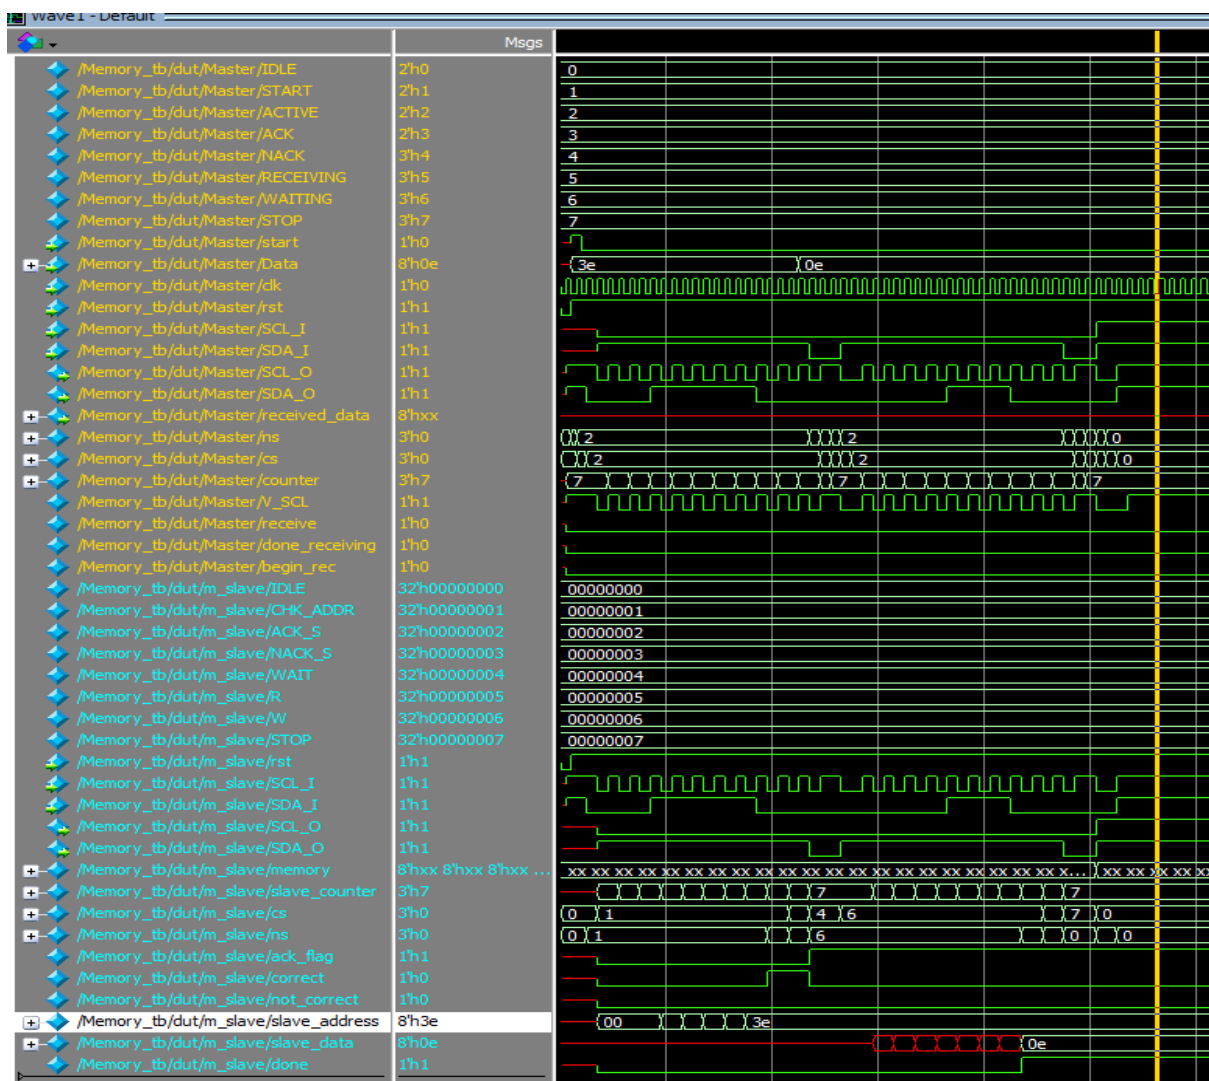 Wave1 - Default
Msgs
/Memory_tb/dut/Master/IDLE 2'h0 0
/Memory_tb/dut/Master/START 2'h1 1
/Memory_tb/dut/Master/ACTIVE 2'h2 2
/Memory_tb/dut/Master/ACK 2'h3 3
/Memory_tb/dut/Master/NACK 3'h4 4
/Memory_tb/dut/Master/RECEIVING 3'h5 5
/Memory_tb/dut/Master/WAITING 3'h6 6
/Memory_tb/dut/Master/STOP 3'h7 7
/Memory_tb/dut/Master/start 1'h0
/Memory_tb/dut/Master/Data 8'h0e 3e 0e
/Memory_tb/dut/Master/clk 1'h0
/Memory_tb/dut/Master/rst 1'h1
/Memory_tb/dut/Master/SCL_I 1'h1
/Memory_tb/dut/Master/SDA_I 1'h1
/Memory_tb/dut/Master/SCL_O 1'h1
/Memory_tb/dut/Master/SDA_O 1'h1
/Memory_tb/dut/Master/received_data 8'hxx
/Memory_tb/dut/Master/ns 3'h0 2 2 0
/Memory_tb/dut/Master/cs 3'h0 2 2 0
/Memory_tb/dut/Master/counter 3'h7 7 7 7
/Memory_tb/dut/Master/V_SCL 1'h1
/Memory_tb/dut/Master/receive 1'h0
/Memory_tb/dut/Master/done_receiving 1'h0
/Memory_tb/dut/Master/begin_rec 1'h0
/Memory_tb/dut/m_slave/IDLE 32'h00000000 00000000
/Memory_tb/dut/m_slave/CHK_ADDR 32'h00000001 00000001
/Memory_tb/dut/m_slave/ACK_S 32'h00000002 00000002
/Memory_tb/dut/m_slave/NACK_S 32'h00000003 00000003
/Memory_tb/dut/m_slave/WAIT 32'h00000004 00000004
/Memory_tb/dut/m_slave/R 32'h00000005 00000005
/Memory_tb/dut/m_slave/W 32'h00000006 00000006
/Memory_tb/dut/m_slave/STOP 32'h00000007 00000007
/Memory_tb/dut/m_slave/rst 1'h1
/Memory_tb/dut/m_slave/SCL_I 1'h1
/Memory_tb/dut/m_slave/SDA_I 1'h1
/Memory_tb/dut/m_slave/SCL_O 1'h1
/Memory_tb/dut/m_slave/SDA_O 1'h1
/Memory_tb/dut/m_slave/memory 8'hxx 8'hxx 8'hxx ... xx xx xx xx xx xx xx xx xx xx xx xx xx xx xx xx xx xx xx xx x... xx xx xx xx xx
/Memory_tb/dut/m_slave/slave_counter 3'h7 7 7
/Memory_tb/dut/m_slave/cs 3'h0 0 1 4 6 7 0
/Memory_tb/dut/m_slave/ns 3'h0 0 1 6 0 0
/Memory_tb/dut/m_slave/ack_flag 1'h1
/Memory_tb/dut/m_slave/correct 1'h0
/Memory_tb/dut/m_slave/not_correct 1'h0
/Memory_tb/dut/m_slave/slave_address 8'h3e 00 3e
/Memory_tb/dut/m_slave/slave_data 8'h0e 0e
/Memory_tb/dut/m_slave/done 1'h1